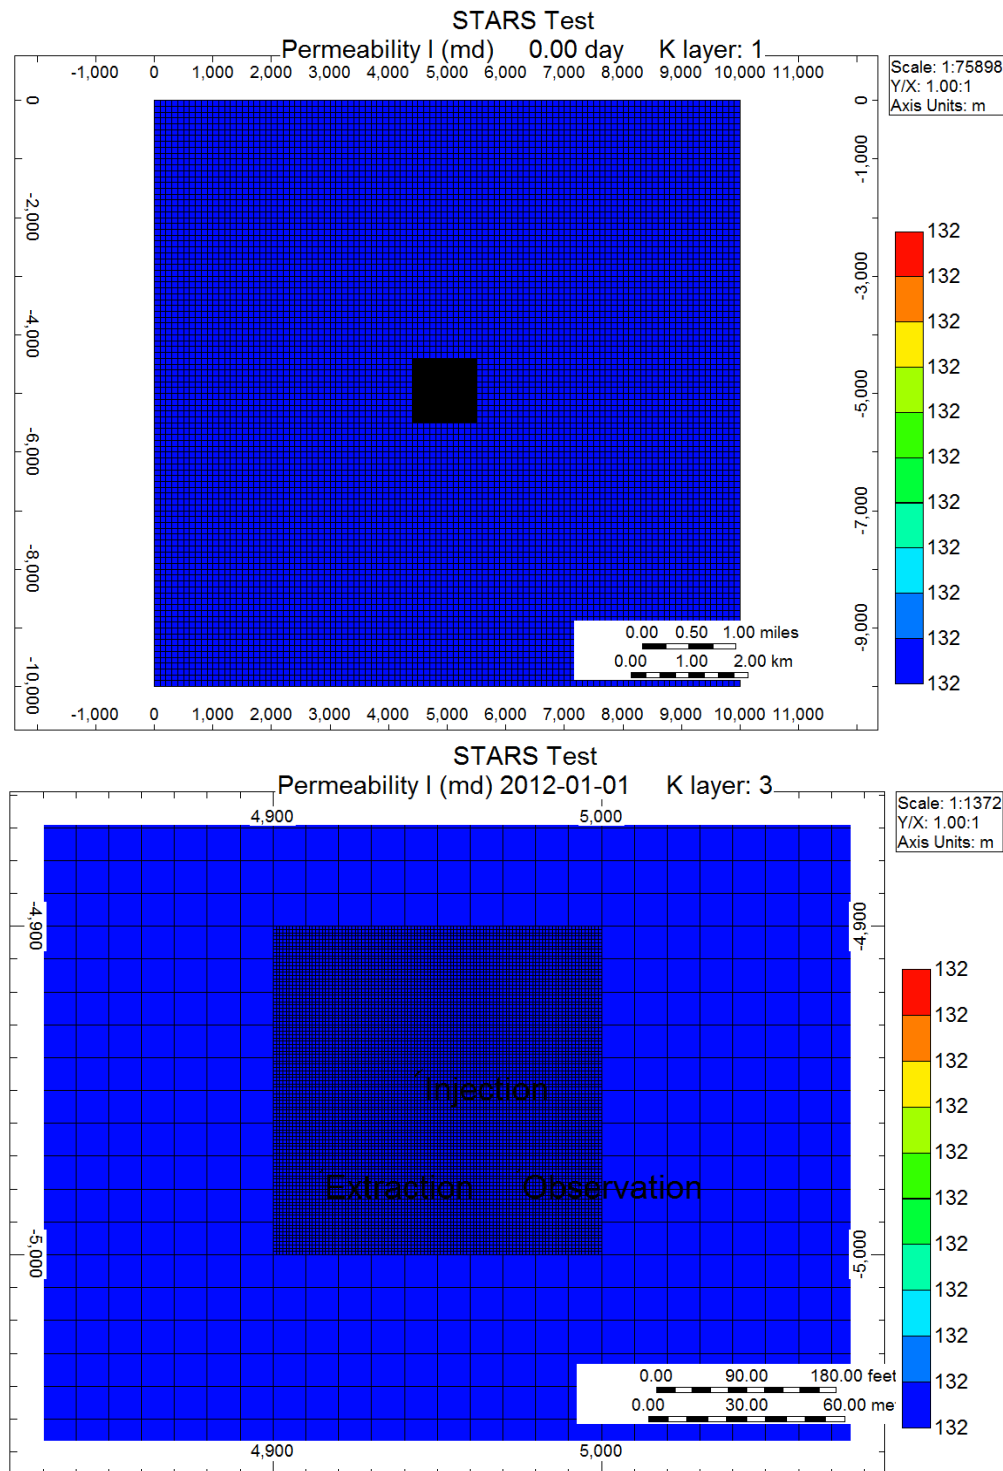 STARS Test
Permeability I (md) 0.00 day K layer: 1
-1,000 0 1,000 2,000 3,000 4,000 5,000 6,000 7,000 8,000 9,000 10,000 11,000
Scale: 1:75898
Y/X: 1.00:1
Axis Units: m
0 -2,000 -4,000 -6,000 -8,000 -10,000
0 -1,000 -3,000 -5,000 -7,000 -9,000
132
132
132
132
132
132
132
132
132
132
132
0.00 0.50 1.00 miles
0.00 1.00 2.00 km
-1,000 0 1,000 2,000 3,000 4,000 5,000 6,000 7,000 8,000 9,000 10,000 11,000
STARS Test
Permeability I (md) 2012-01-01 K layer: 3
4,900 5,000
Scale: 1:1372
Y/X: 1.00:1
Axis Units: m
-4,900 -4,900
Injection
Extraction Observation
-5,000 -5,000
132
132
132
132
132
132
132
132
132
132
132
0.00 90.00 180.00 feet
0.00 30.00 60.00 me
4,900 5,000